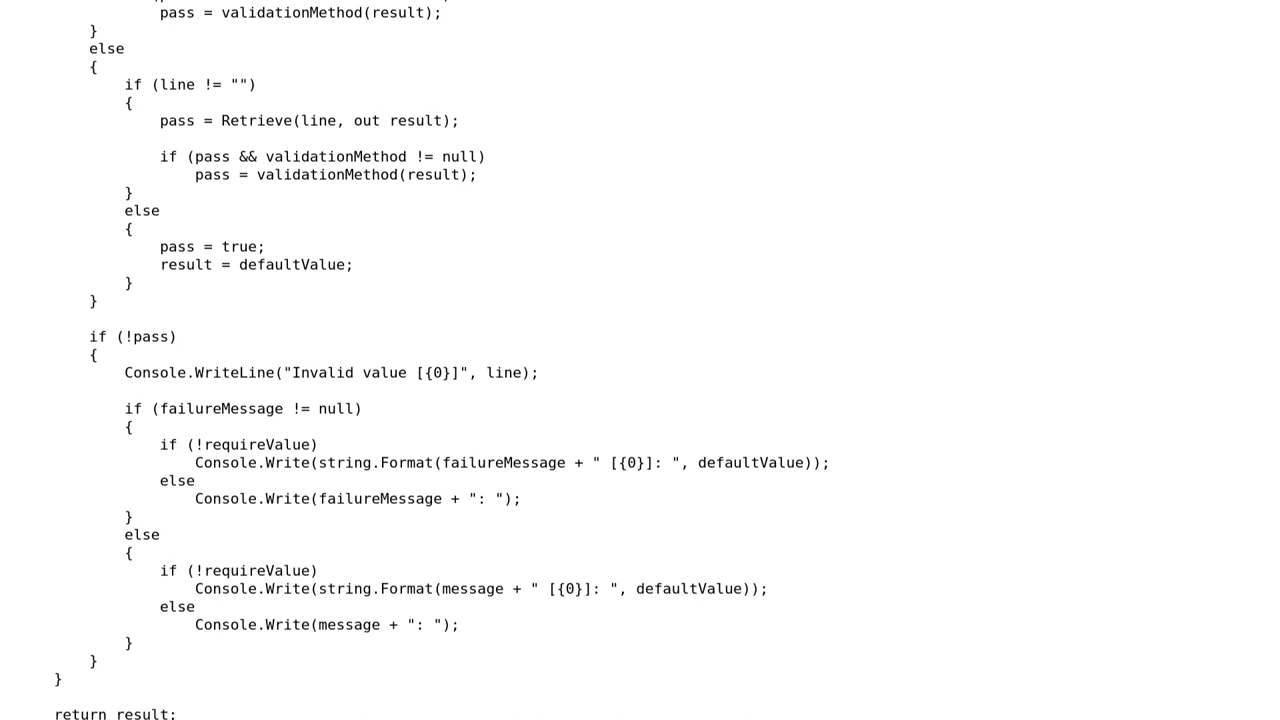 pass = validationMethod(result);
}
else
{
if (line != "")
{
pass = Retrieve(line, out result);
if (pass && validationMethod != null)
pass = validationMethod(result);
}
else
{
pass = true;
result = defaultValue;
}
}
if (!pass)
{
Console.WriteLine("Invalid value [{0}]", line);
if (failureMessage != null)
{
if (!requireValue)
Console.Write(string.Format(failureMessage + " [{0}]: ", defaultValue));
else
Console.Write(failureMessage + ": ");
}
else
{
if (!requireValue)
Console.Write(string.Format(message + " [{0}]: ", defaultValue));
else
Console.Write(message + ": ");
}
}
}
return result;